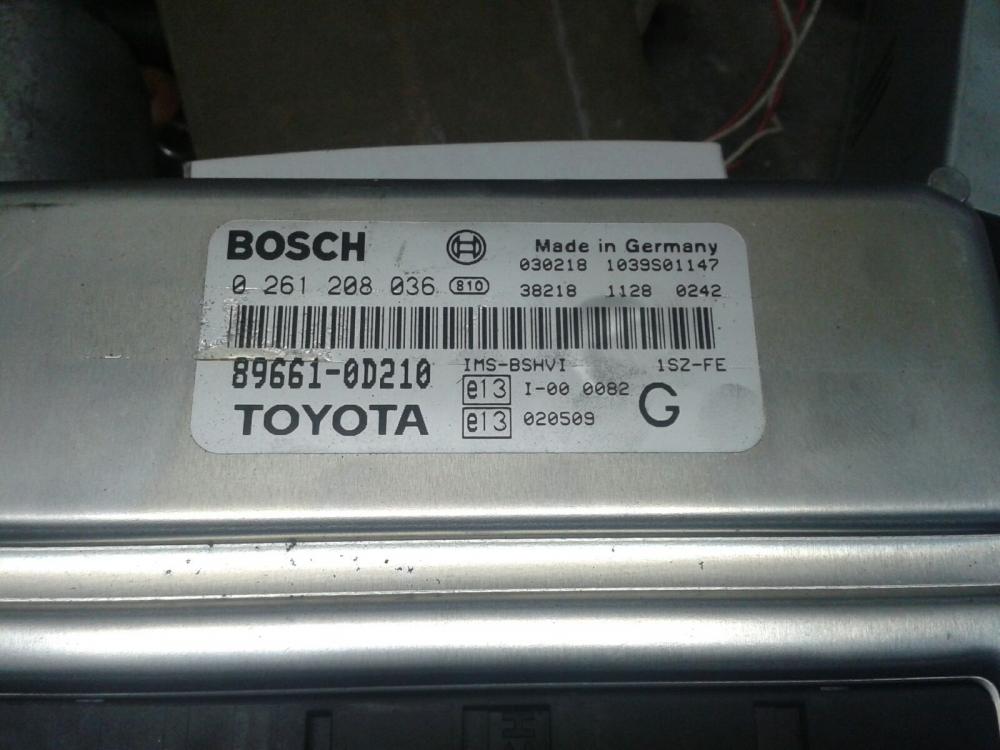 BOSCH
Made in Germany
030218 1039S01147
0 261 208 036 810
38218 1128 0242
89661-0D210
IMS-BSHVI 1SZ-FE
e13 I-00 0082
G
TOYOTA
e13 020509